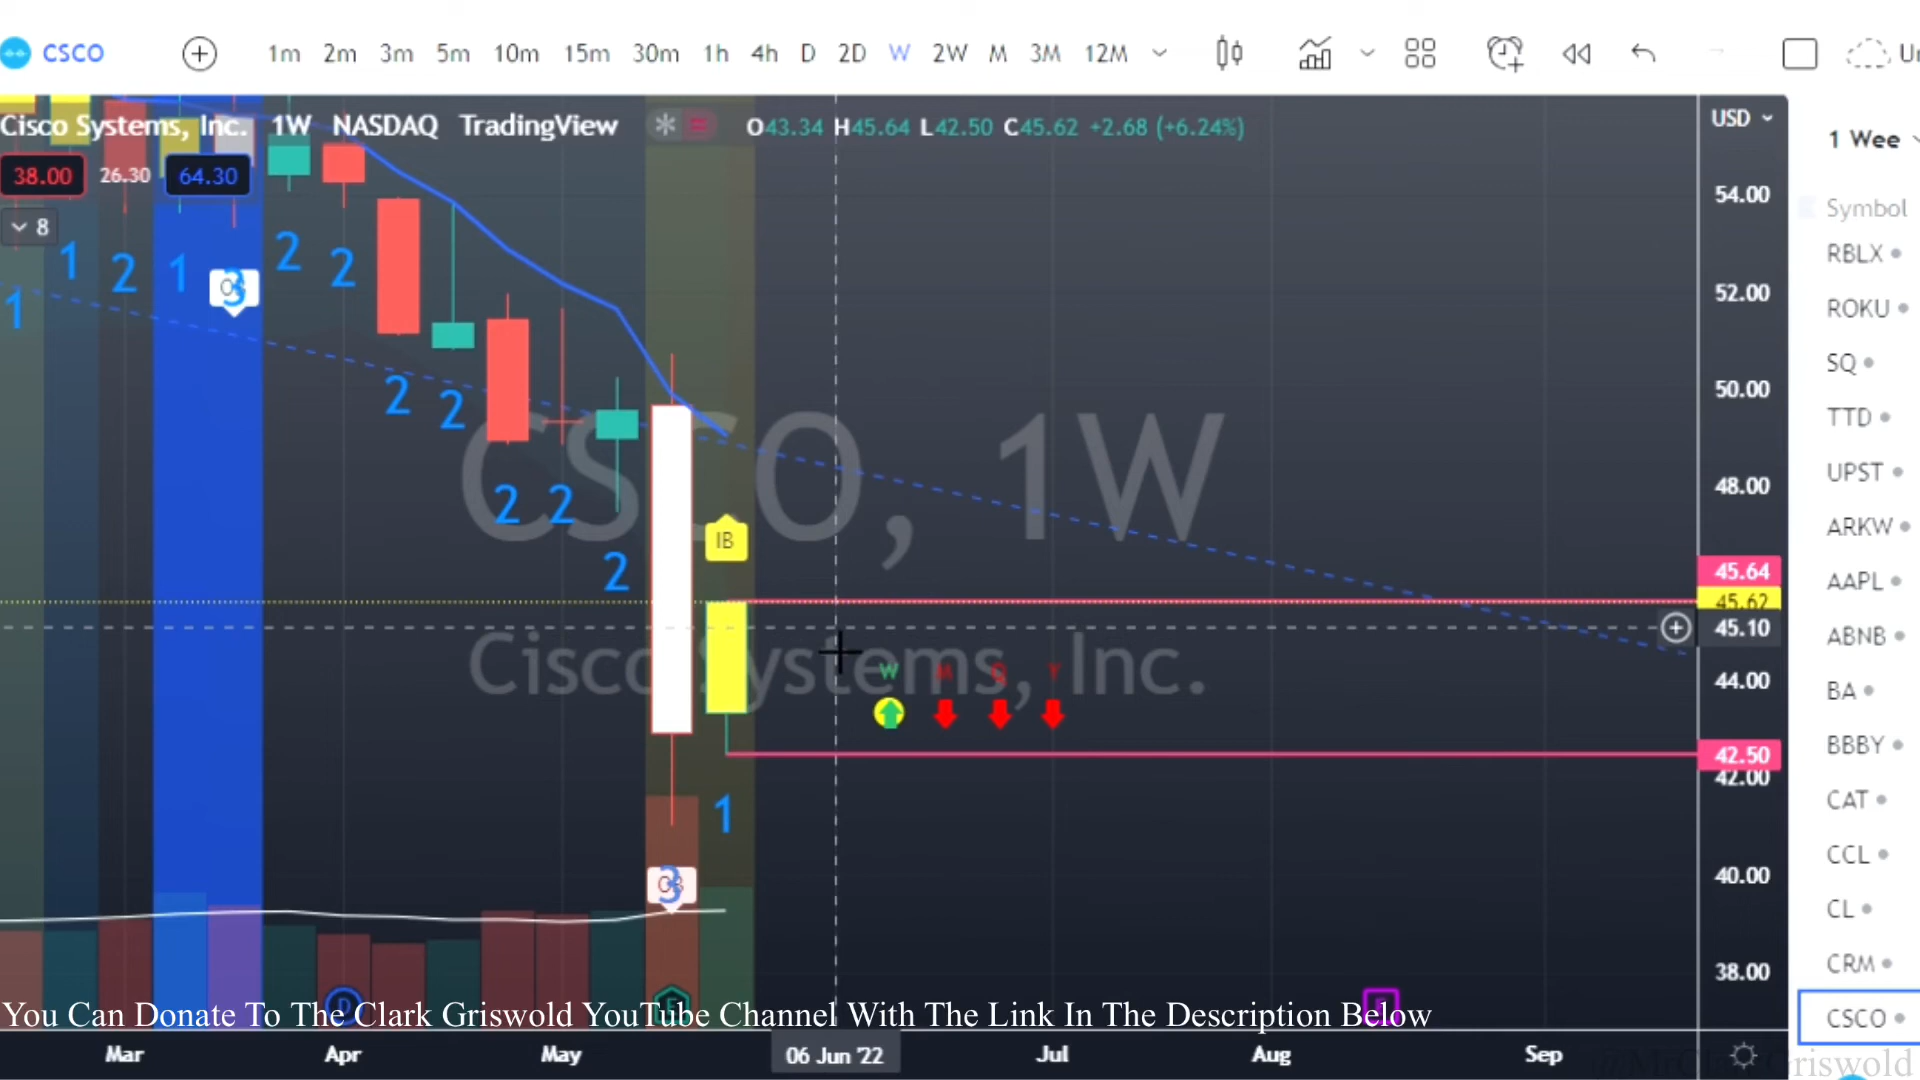 CSCO 1m 2m 3m 5m 10m 15m 30m 1h 4h D 2D W 2W M 3M 12M
Cisco Systems, Inc. 1W NASDAQ TradingView O43.34 H45.64 L42.50 C45.62 +2.68 (+6.24%)
USD
1 Wee
38.00 26.30 64.30
8
54.00
Symbol
RBLX
52.00
ROKU
50.00
SQ
TTD
48.00
UPST
ARKW
45.64
AAPL
45.62
45.10
ABNB
44.00
BA
42.50
42.00
BBBY
CAT
40.00
CCL
CL
38.00
CRM
CSCO
1 1 2 1 3 2 2
2 2
2 2
2
IB
CSCO, 1W
Cisco Systems, Inc.
W M Q Y
1
3
D E
You Can Donate To The Clark Griswold YouTube Channel With The Link In The Description Below
Mar Apr May 06 Jun '22 Jul Aug Sep
riswold